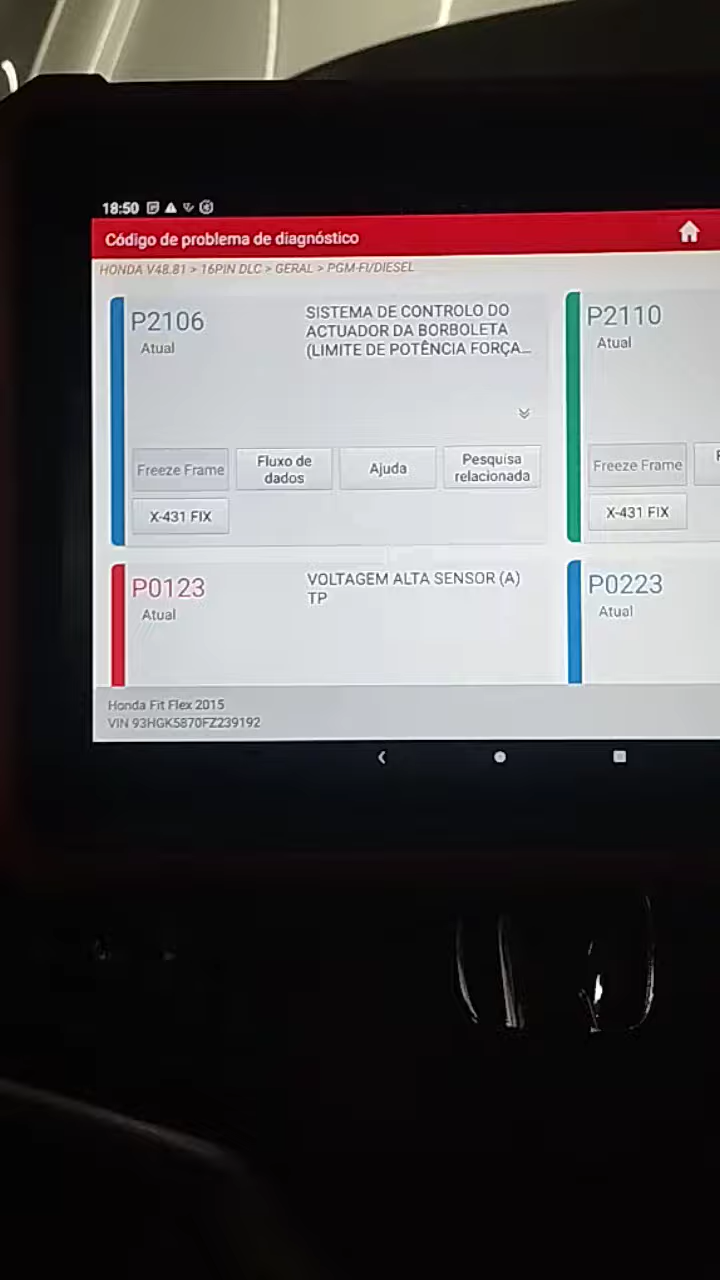 18:50
Código de problema de diagnóstico
HONDA V48.81 > 16PIN DLC > GERAL > PGM-FI/DIESEL
P2106
Atual
SISTEMA DE CONTROLO DO
ACTUADOR DA BORBOLETA
(LIMITE DE POTÊNCIA FORÇA...
Freeze Frame
Fluxo de
dados
Ajuda
Pesquisa
relacionada
X-431 FIX
P2110
Atual
Freeze Frame
X-431 FIX
P0123
Atual
VOLTAGEM ALTA SENSOR (A)
TP
P0223
Atual
Honda Fit Flex 2015
VIN 93HGK5870FZ239192